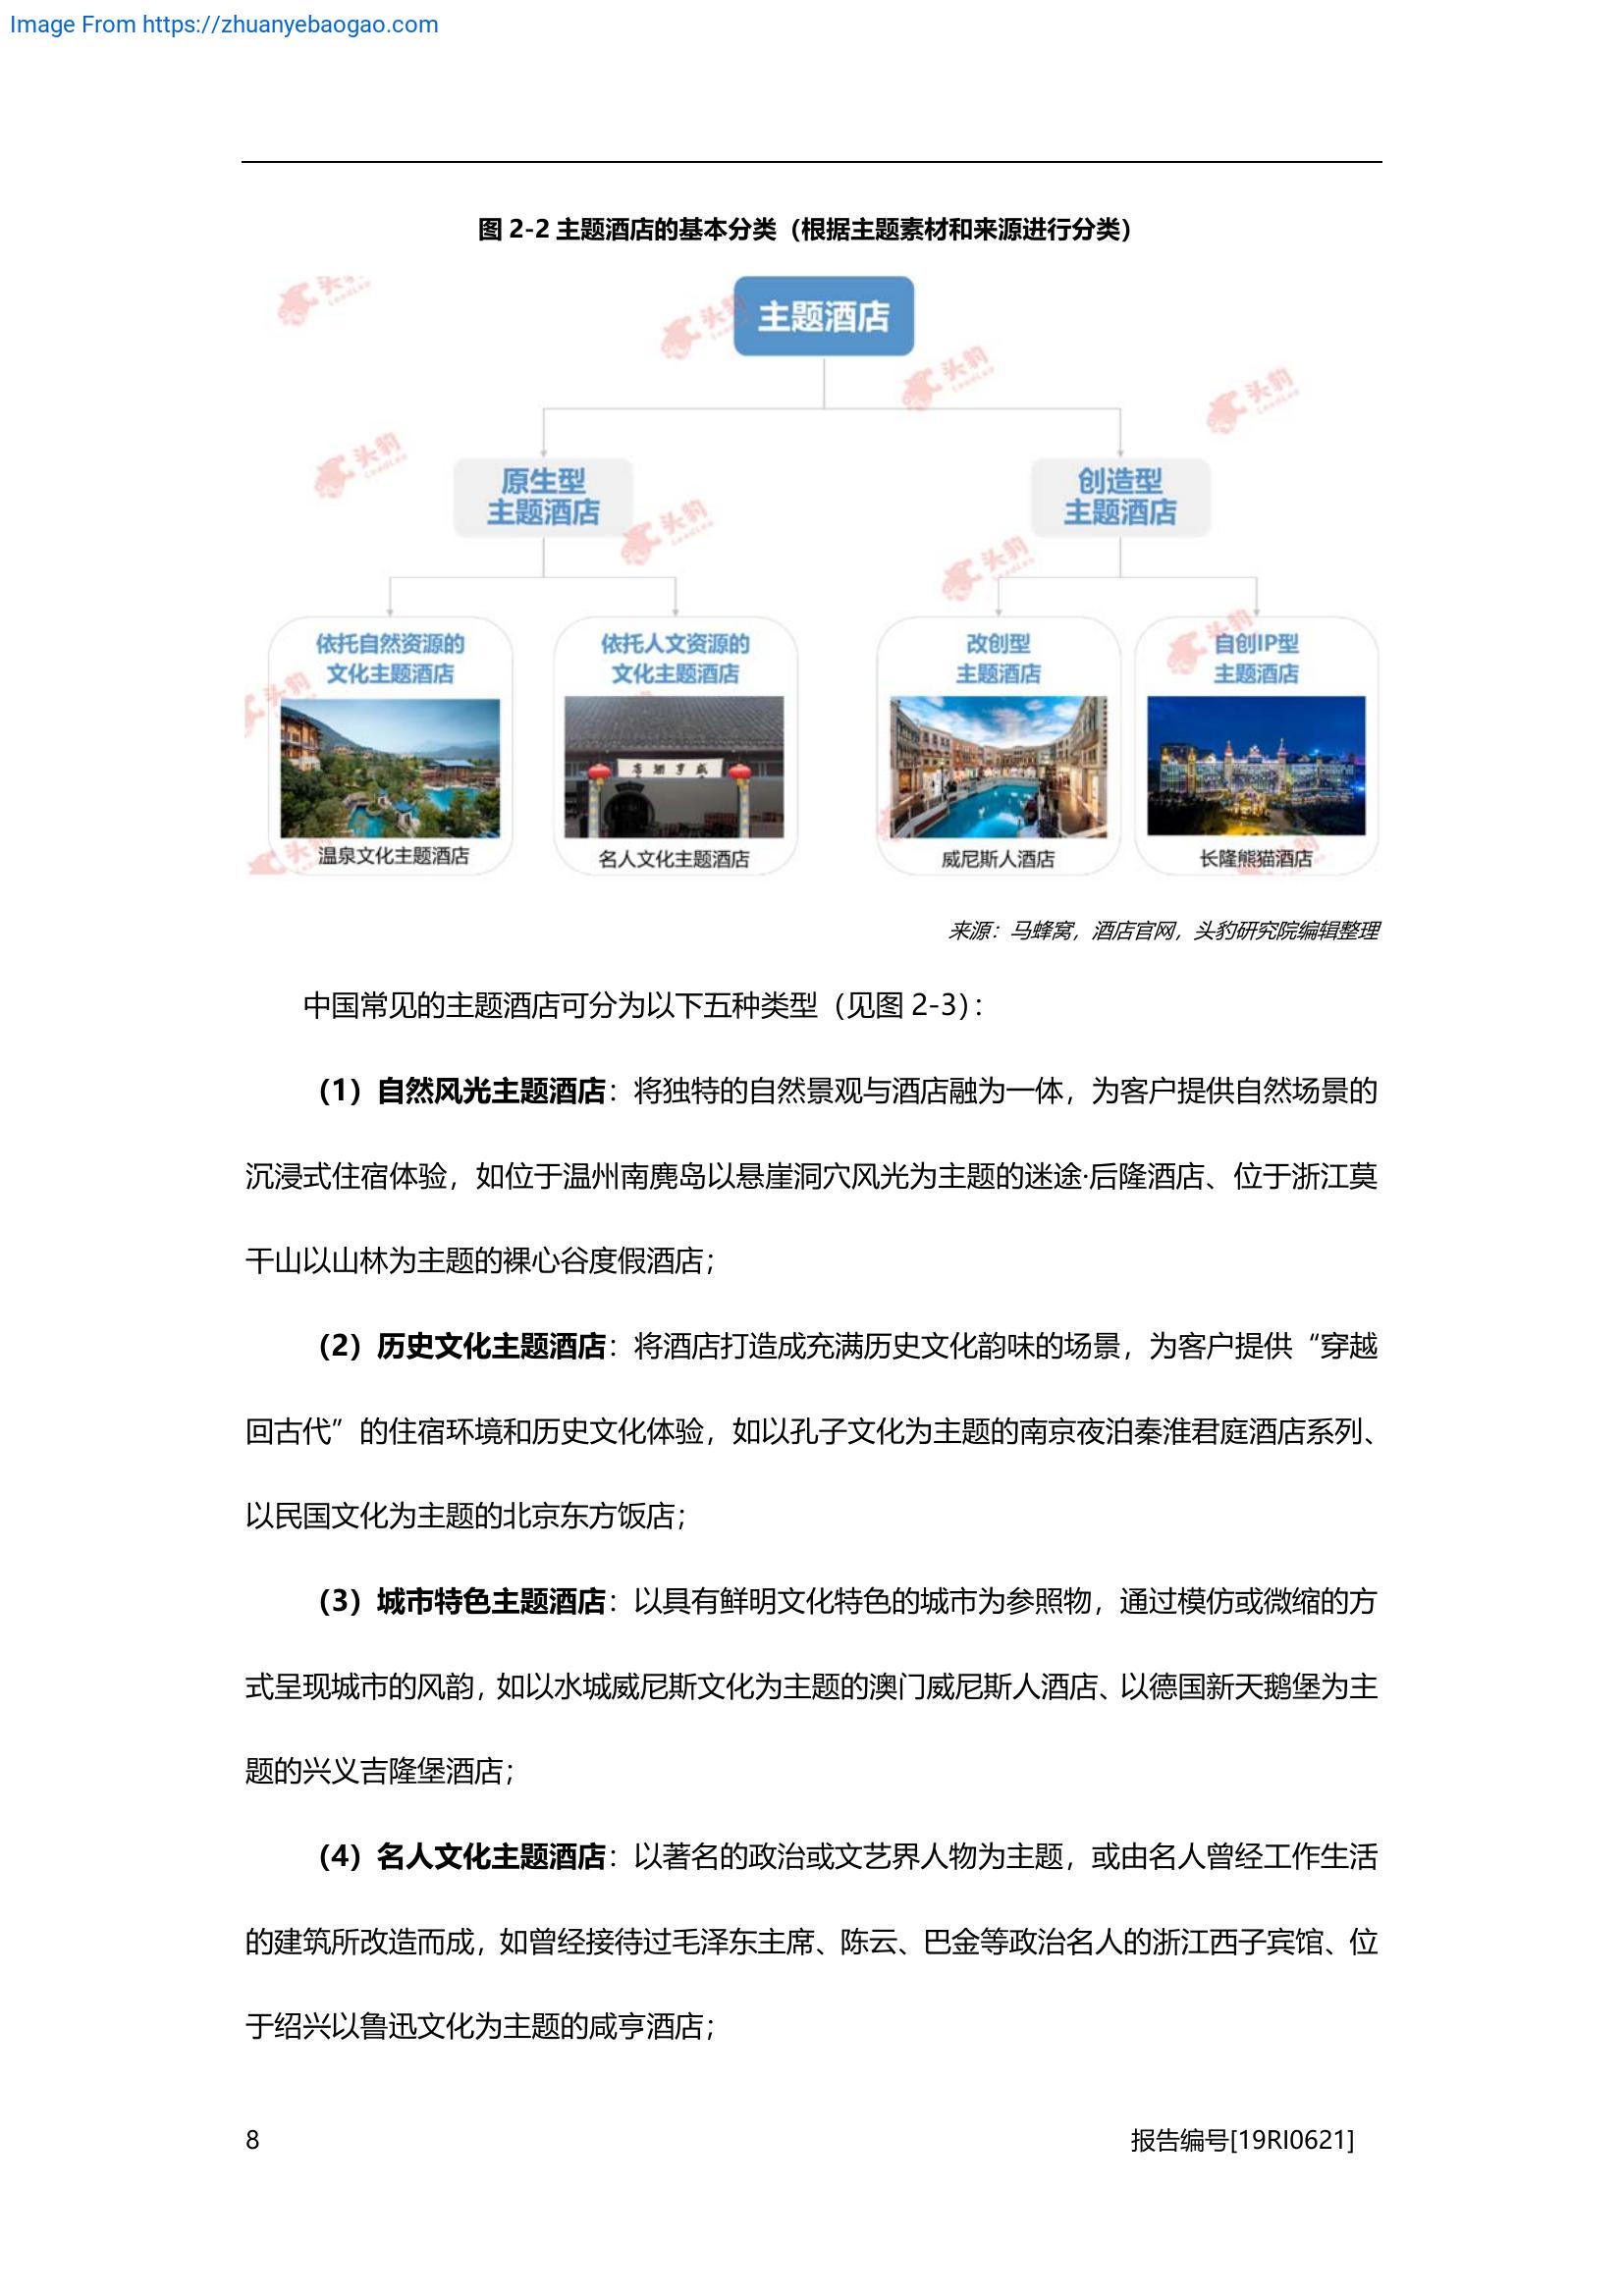 Image From https://zhuanyebaogao.com
图 2-2 主题酒店的基本分类（根据主题素材和来源进行分类）
主题酒店
原生型
主题酒店
创造型
主题酒店
依托自然资源的
文化主题酒店
温泉文化主题酒店
依托人文资源的
文化主题酒店
名人文化主题酒店
改创型
主题酒店
威尼斯人酒店
自创IP型
主题酒店
长隆熊猫酒店
头豹
LeadLeo
来源：马蜂窝，酒店官网，头豹研究院编辑整理
中国常见的主题酒店可分为以下五种类型（见图 2-3）：
（1）自然风光主题酒店：将独特的自然景观与酒店融为一体，为客户提供自然场景的
沉浸式住宿体验，如位于温州南麂岛以悬崖洞穴风光为主题的迷途·后隆酒店、位于浙江莫
干山以山林为主题的裸心谷度假酒店；
（2）历史文化主题酒店：将酒店打造成充满历史文化韵味的场景，为客户提供“穿越
回古代”的住宿环境和历史文化体验，如以孔子文化为主题的南京夜泊秦淮君庭酒店系列、
以民国文化为主题的北京东方饭店；
（3）城市特色主题酒店：以具有鲜明文化特色的城市为参照物，通过模仿或微缩的方
式呈现城市的风韵，如以水城威尼斯文化为主题的澳门威尼斯人酒店、以德国新天鹅堡为主
题的兴义吉隆堡酒店；
（4）名人文化主题酒店：以著名的政治或文艺界人物为主题，或由名人曾经工作生活
的建筑所改造而成，如曾经接待过毛泽东主席、陈云、巴金等政治名人的浙江西子宾馆、位
于绍兴以鲁迅文化为主题的咸亨酒店；
8
报告编号[19RI0621]